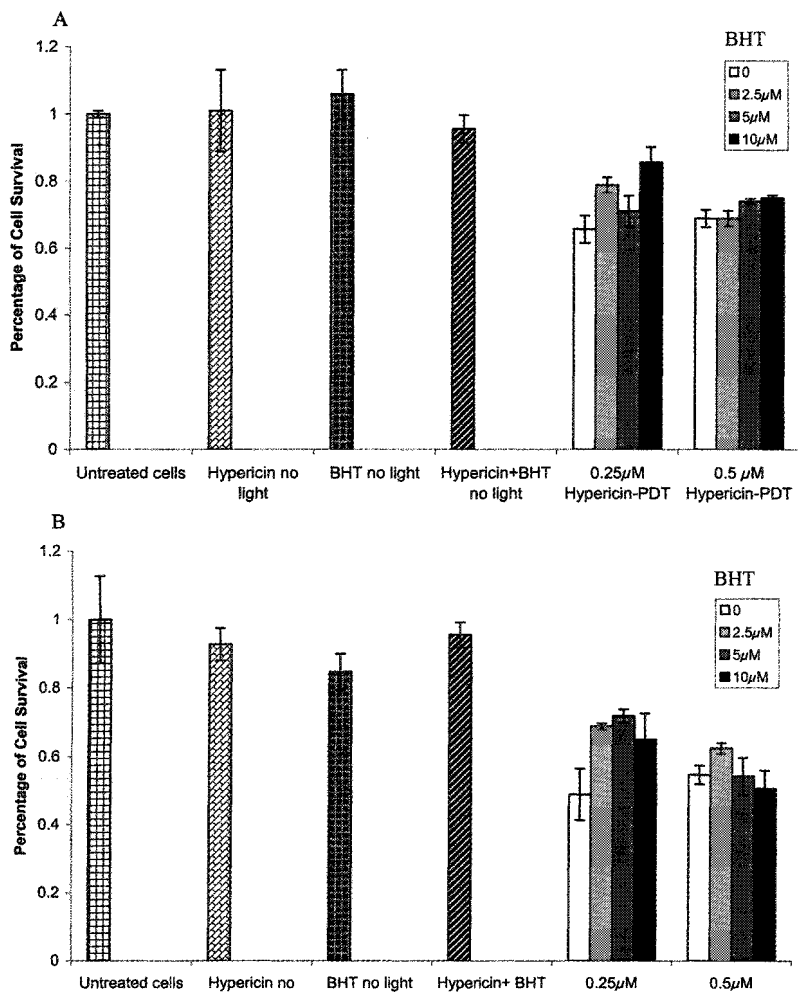 A
BHT
0
2.5µM
5µM
10µM
Percentage of Cell Survival
1.2
1
0.8
0.6
0.4
0.2
0
Untreated cells
Hypericin no
light
BHT no light
Hypericin+BHT
no light
0.25µM
Hypericin-PDT
0.5 µM
Hypericin-PDT
B
BHT
0
2.5µM
5µM
10µM
Percentage of Cell Survival
1.2
1
0.8
0.6
0.4
0.2
0
Untreated cells
Hypericin no
BHT no light
Hypericin+ BHT
0.25µM
0.5µM